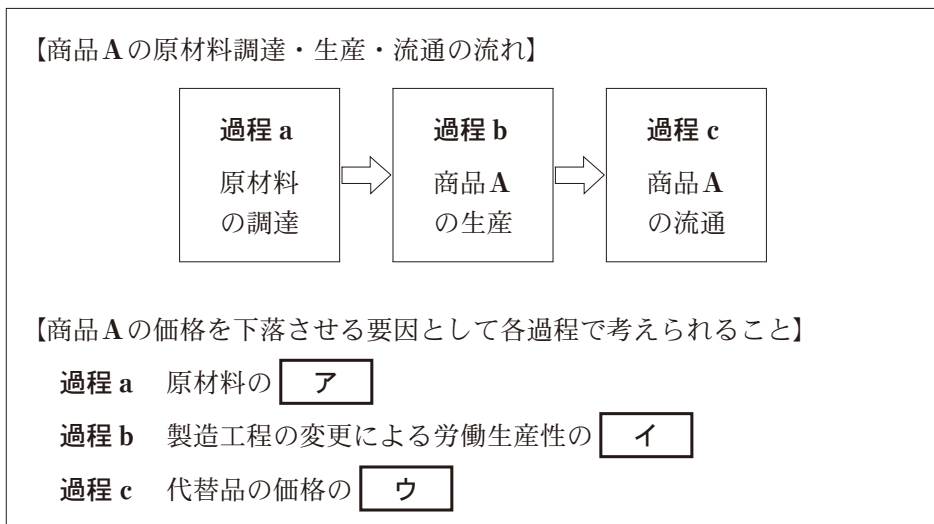 【商品Aの原材料調達・生産・流通の流れ】
過程 a
原材料
の調達
過程 b
商品A
の生産
過程 c
商品A
の流通
【商品Aの価格を下落させる要因として各過程で考えられること】
過程 a 原材料の ア
過程 b 製造工程の変更による労働生産性の イ
過程 c 代替品の価格の ウ